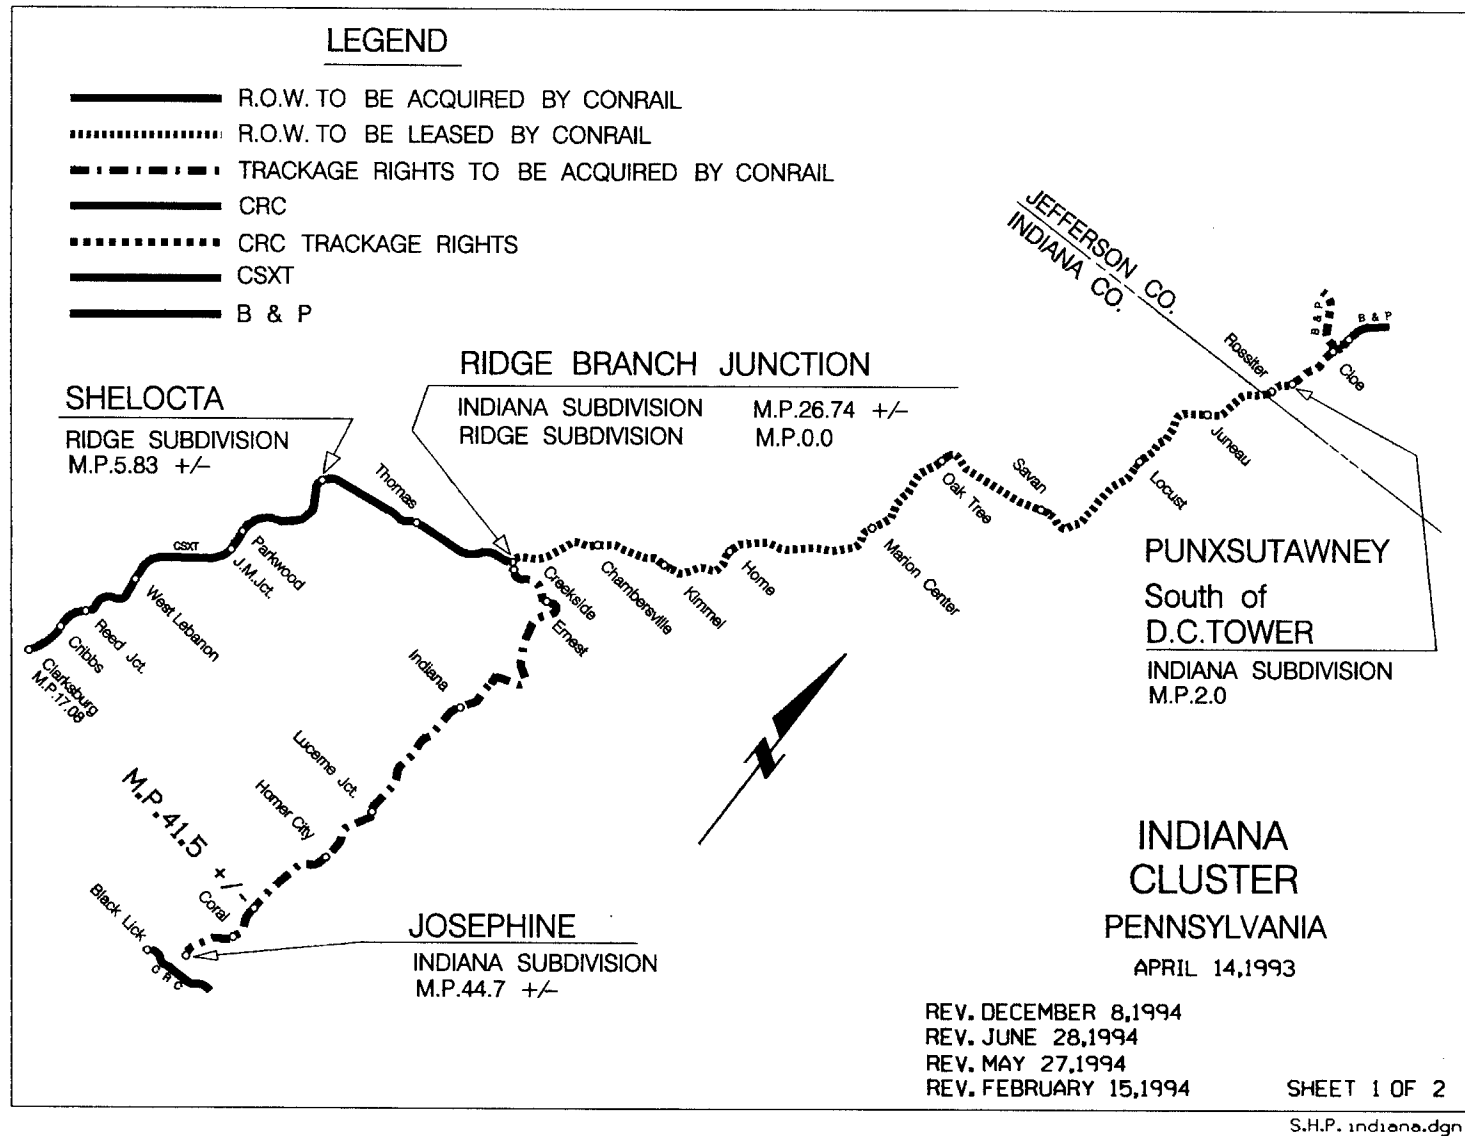 LEGEND
R.O.W. TO BE ACQUIRED BY CONRAIL
R.O.W. TO BE LEASED BY CONRAIL
TRACKAGE RIGHTS TO BE ACQUIRED BY CONRAIL
CRC
CRC TRACKAGE RIGHTS
CSXT
B & P
JEFFERSON CO.
INDIANA CO.
B & P
B & P
Rossiter
Cloe
RIDGE BRANCH JUNCTION
INDIANA SUBDIVISION M.P.26.74 +/-
RIDGE SUBDIVISION M.P.0.0
SHELOCTA
RIDGE SUBDIVISION
M.P.5.83 +/-
Thomas
Juneau
Locust
Savan
Oak Tree
Marion Center
Home
Kimmel
Chambersville
Creekside
Ernest
CSXT
Parkwood
J.M.Jct.
West Lebanon
Reed Jct.
Cribbs
Clarksburg
M.P.17.08
PUNXSUTAWNEY
South of
D.C.TOWER
INDIANA SUBDIVISION
M.P.2.0
Indiana
Lucerne Jct.
Homer City
M.P.41.5 +/-
Coral
Black Lick
CRC
JOSEPHINE
INDIANA SUBDIVISION
M.P.44.7 +/-
INDIANA
CLUSTER
PENNSYLVANIA
APRIL 14,1993
REV. DECEMBER 8,1994
REV. JUNE 28,1994
REV. MAY 27,1994
REV. FEBRUARY 15,1994
SHEET 1 OF 2
S.H.P. indiana.dgn